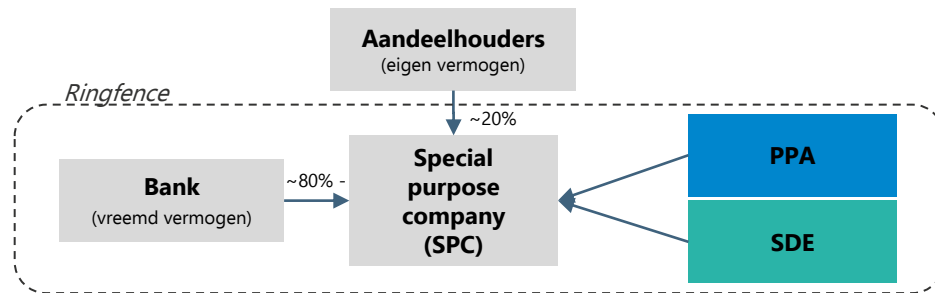 Aandeelhouders
(eigen vermogen)
Ringfence
~20%
Bank
(vreemd vermogen)
~80% -
Special
purpose
company
(SPC)
PPA
SDE